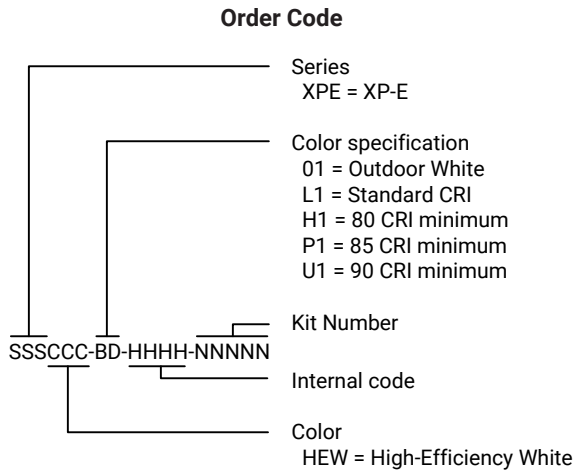 Order Code
Series
XPE = XP-E
Color specification
01 = Outdoor White
L1 = Standard CRI
H1 = 80 CRI minimum
P1 = 85 CRI minimum
U1 = 90 CRI minimum
Kit Number
SSSCCC-BD-HHHH-NNNNN
Internal code
Color
HEW = High-Efficiency White